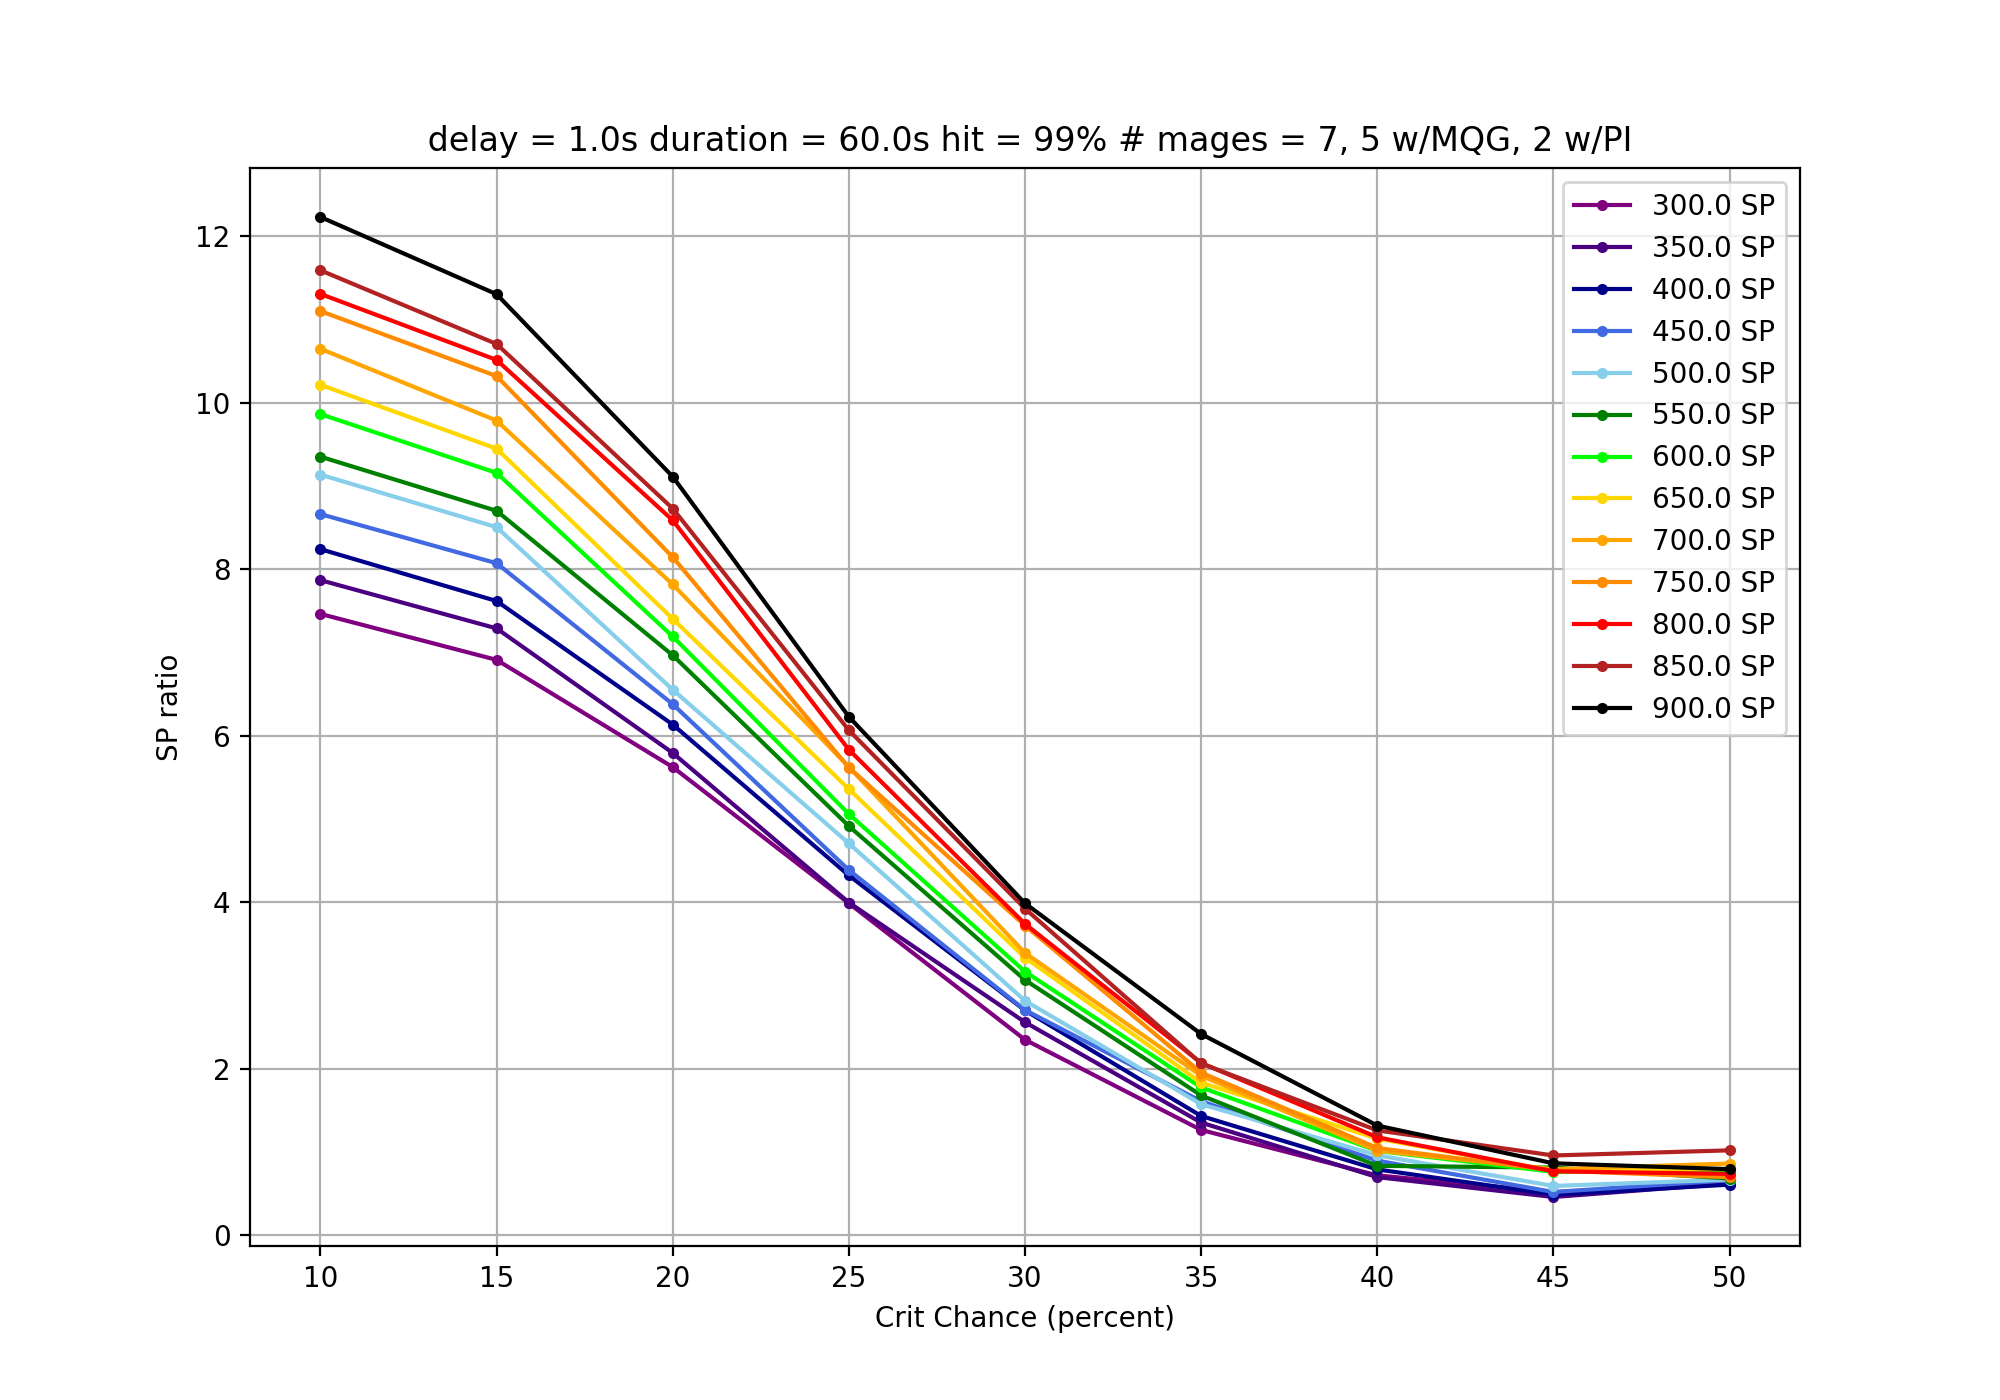 delay = 1.0s duration = 60.0s hit = 99% # mages = 7, 5 w/MQG, 2 w/PI
300.0 SP
350.0 SP
400.0 SP
450.0 SP
500.0 SP
550.0 SP
600.0 SP
650.0 SP
700.0 SP
750.0 SP
800.0 SP
850.0 SP
900.0 SP
SP ratio
12
10
8
6
4
2
0
10 15 20 25 30 35 40 45 50
Crit Chance (percent)